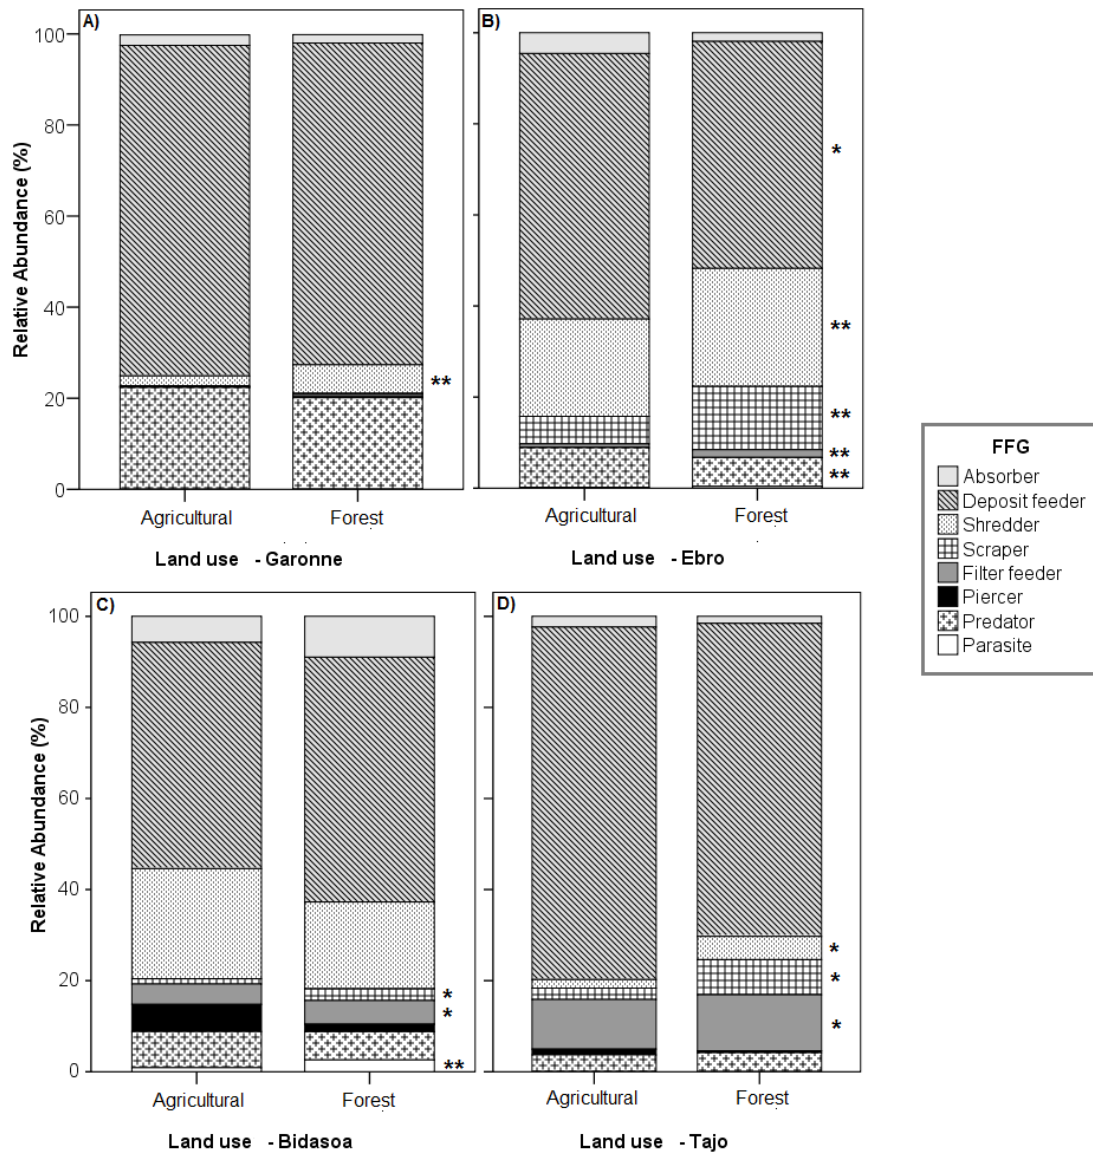 A)
B)
100
80
60
40
20
0
Relative Abundance (%)
*
**
**
**
**
**
Agricultural
Forest
Agricultural
Forest
Land use - Garonne
Land use - Ebro
FFG
Absorber
Deposit feeder
Shredder
Scraper
Filter feeder
Piercer
Predator
Parasite
C)
D)
100
80
60
40
20
0
Relative Abundance (%)
*
*
**
*
*
*
Agricultural
Forest
Agricultural
Forest
Land use - Bidasoa
Land use - Tajo